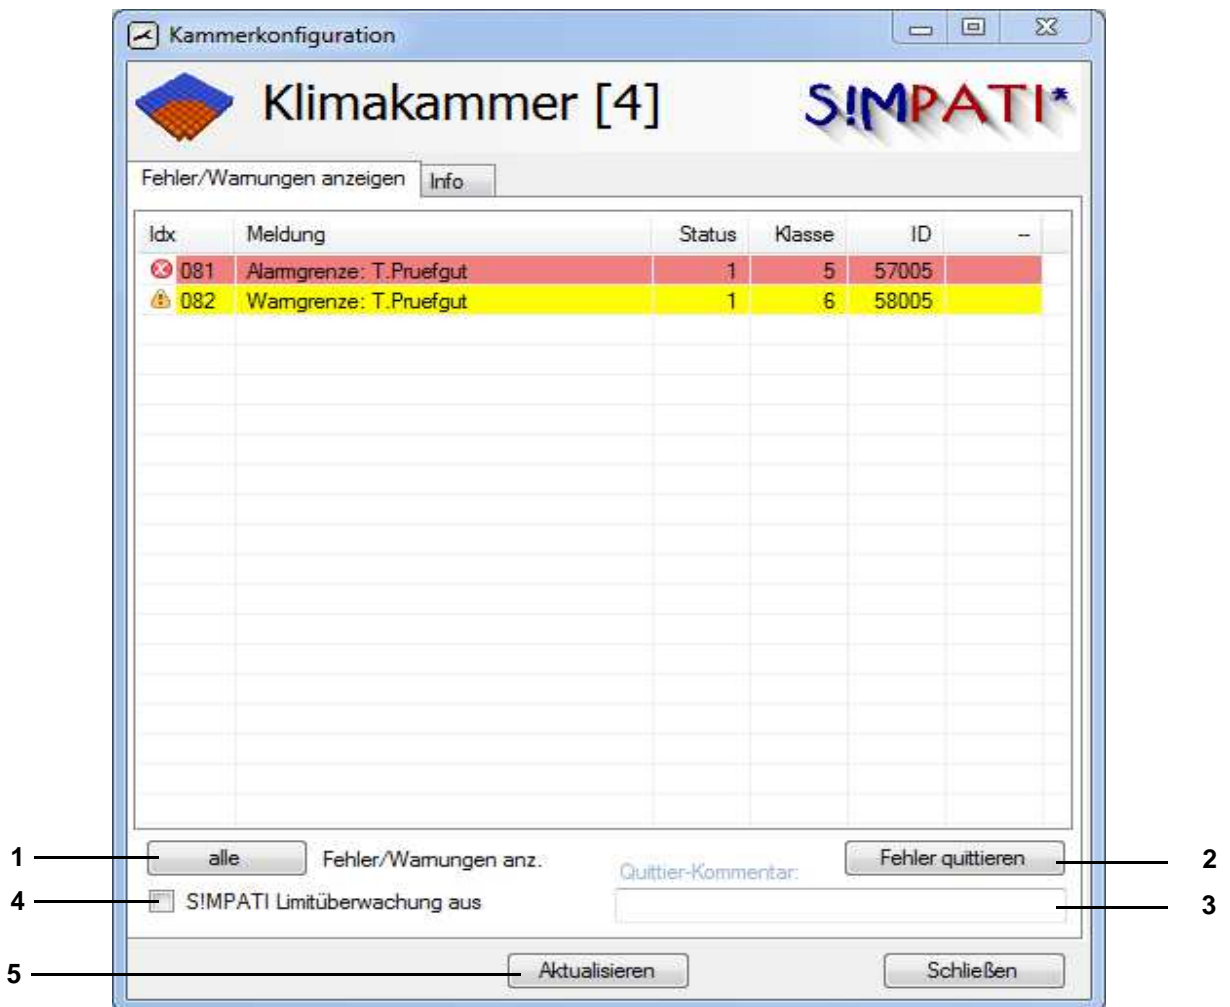 Kammerkonfiguration
Klimakammer [4] S!MPATI*
Fehler/Warnungen anzeigen Info
Idx Meldung Status Klasse ID --
081 Alarmgrenze: T.Pruefgut 1 5 57005
082 Warngrenze: T.Pruefgut 1 6 58005
1 alle Fehler/Warnungen anz. Quittier-Kommentar: Fehler quittieren 2
4 S!MPATI Limitüberwachung aus 3
5 Aktualisieren Schließen